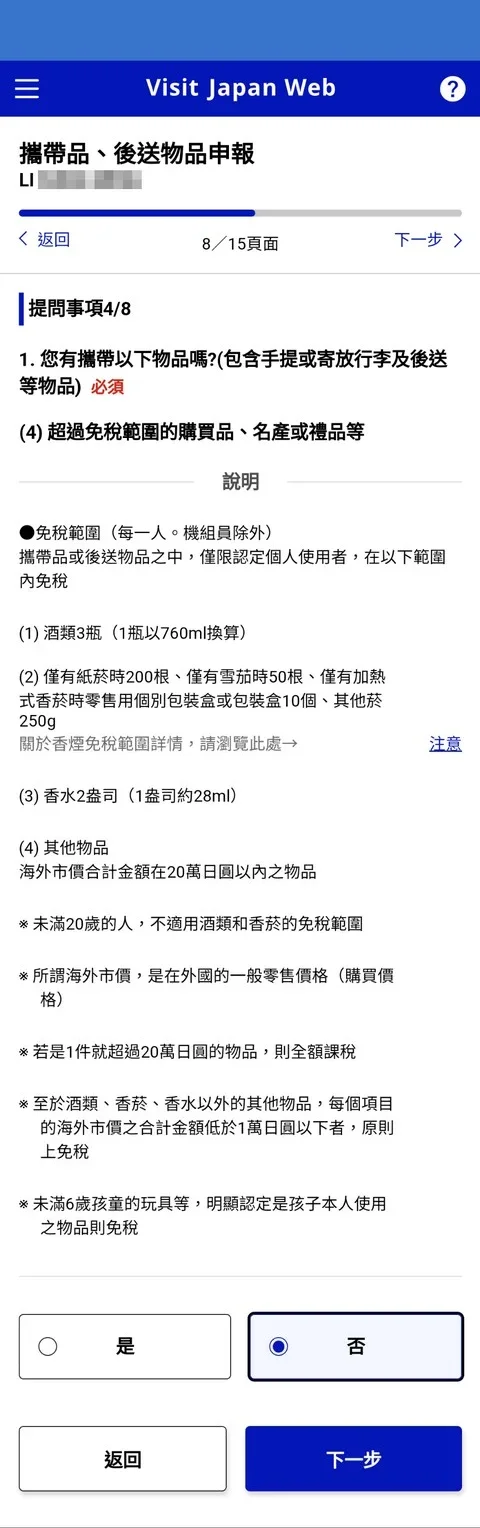 Visit Japan Web
?
攜帶品、後送物品申報
LI
返回
8／15頁面
下一步
提問事項4/8
1. 您有攜帶以下物品嗎?(包含手提或寄放行李及後送
等物品) 必須
(4) 超過免稅範圍的購買品、名產或禮品等
說明
●免稅範圍（每一人。機組員除外）
攜帶品或後送物品之中，僅限認定個人使用者，在以下範圍
內免稅
(1) 酒類3瓶（1瓶以760ml換算）
(2) 僅有紙菸時200根、僅有雪茄時50根、僅有加熱
式香菸時零售用個別包裝盒或包裝盒10個、其他菸
250g
關於香煙免稅範圍詳情，請瀏覽此處→
注意
(3) 香水2盎司（1盎司約28ml）
(4) 其他物品
海外市價合計金額在20萬日圓以內之物品
※ 未滿20歲的人，不適用酒類和香菸的免稅範圍
※ 所謂海外市價，是在外國的一般零售價格（購買價
格）
※ 若是1件就超過20萬日圓的物品，則全額課稅
※ 至於酒類、香菸、香水以外的其他物品，每個項目
的海外市價之合計金額低於1萬日圓以下者，原則
上免稅
※ 未滿6歲孩童的玩具等，明顯認定是孩子本人使用
之物品則免稅
是
否
返回
下一步